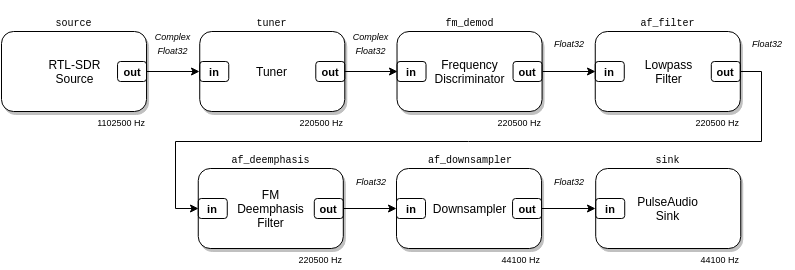 source
tuner
fm_demod
af_filter
Complex
Float32
Complex
Float32
Float32
Float32
RTL-SDR
Source
out
in
Tuner
out
in
Frequency
Discriminator
out
in
Lowpass
Filter
out
1102500 Hz
220500 Hz
220500 Hz
220500 Hz
af_deemphasis
af_downsampler
sink
Float32
Float32
in
FM
Deemphasis
Filter
out
in
Downsampler
out
in
PulseAudio
Sink
220500 Hz
44100 Hz
44100 Hz